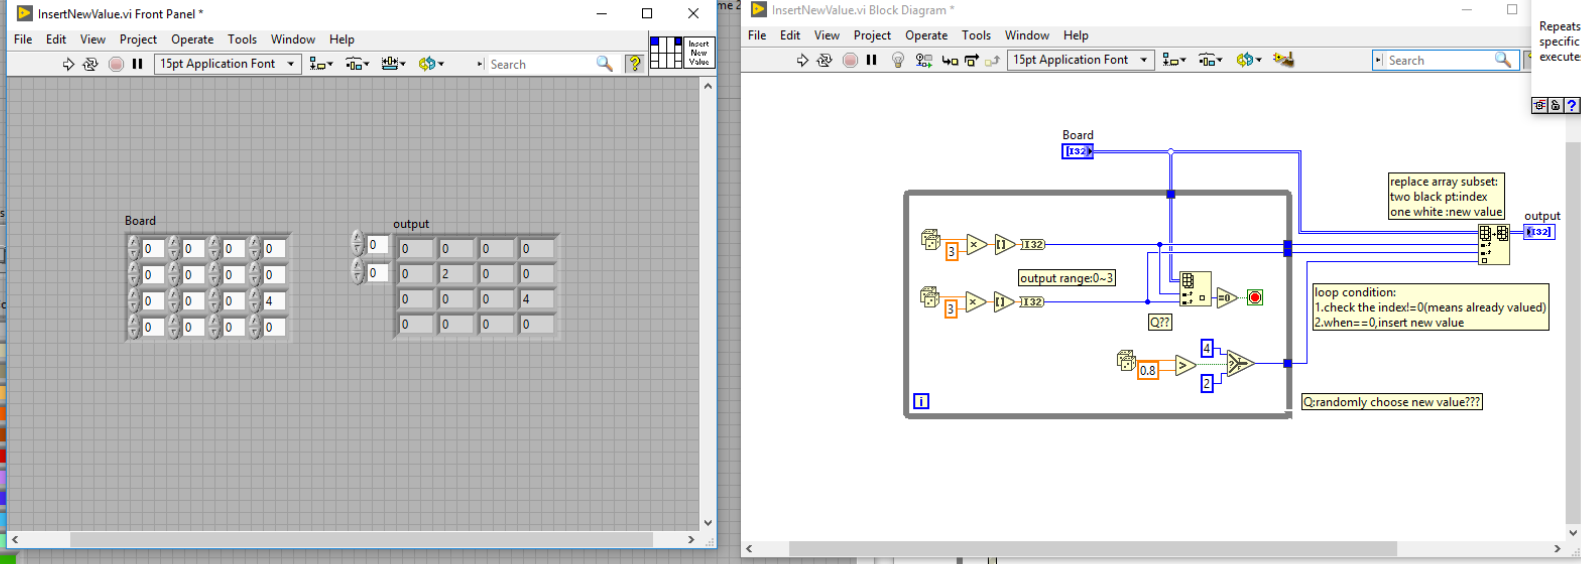 InsertNewValue.vi Front Panel *
File Edit View Project Operate Tools Window Help
15pt Application Font
Search
?
Insert
New
Value
Board
0 0 0 0
0 0 0 0
0 0 0 4
0 0 0 0
output
0
0
0 0 0 0
0 2 0 0
0 0 0 4
0 0 0 0
me 2
InsertNewValue.vi Block Diagram *
File Edit View Project Operate Tools Window Help
15pt Application Font
Search
Repeats
specific
execute
?
Board
[I32]
replace array subset:
two black pt:index
one white :new value
output
[I32]
3
x
[]
I32
output range:0~3
3
x
[]
I32
=0
Q??
loop condition:
1.check the index!=0(means already valued)
2.when==0,insert new value
0.8
>
4
2
?
i
Q:randomly choose new value???